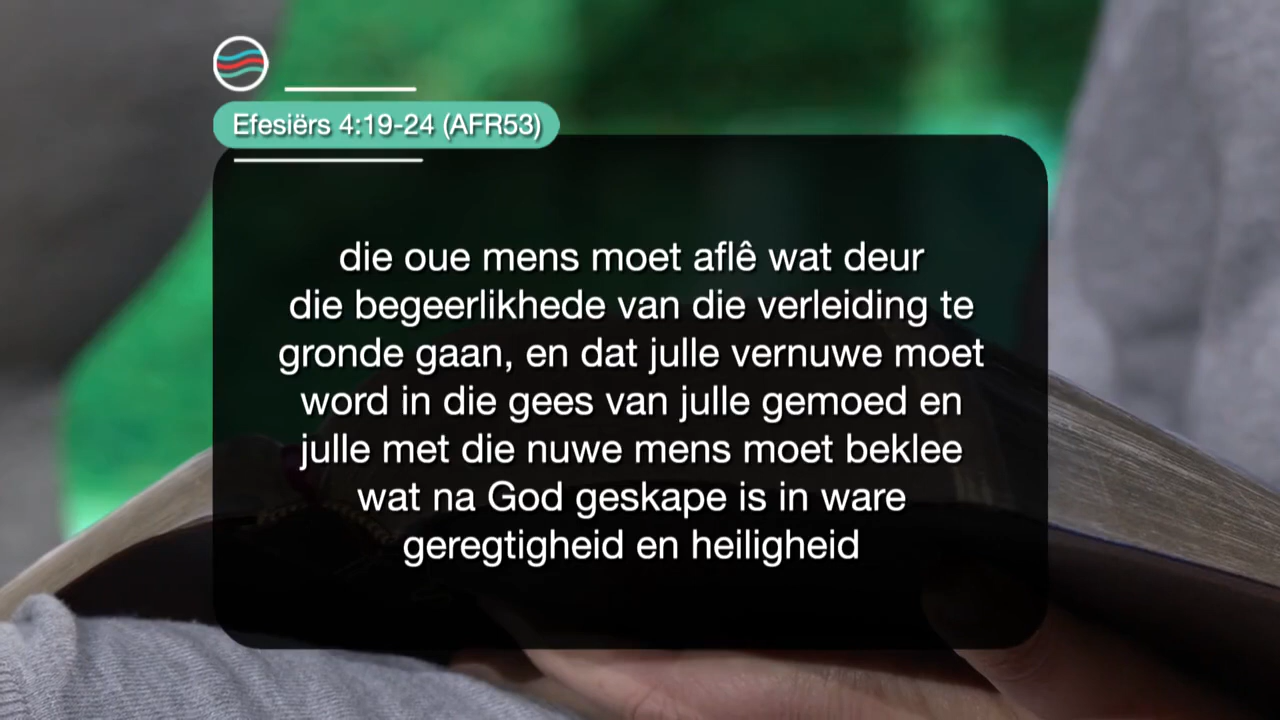 Efesiërs 4:19-24 (AFR53)
die oue mens moet aflê wat deur
die begeerlikhede van die verleiding te
gronde gaan, en dat julle vernuwe moet
word in die gees van julle gemoed en
julle met die nuwe mens moet beklee
wat na God geskape is in ware
geregtigheid en heiligheid